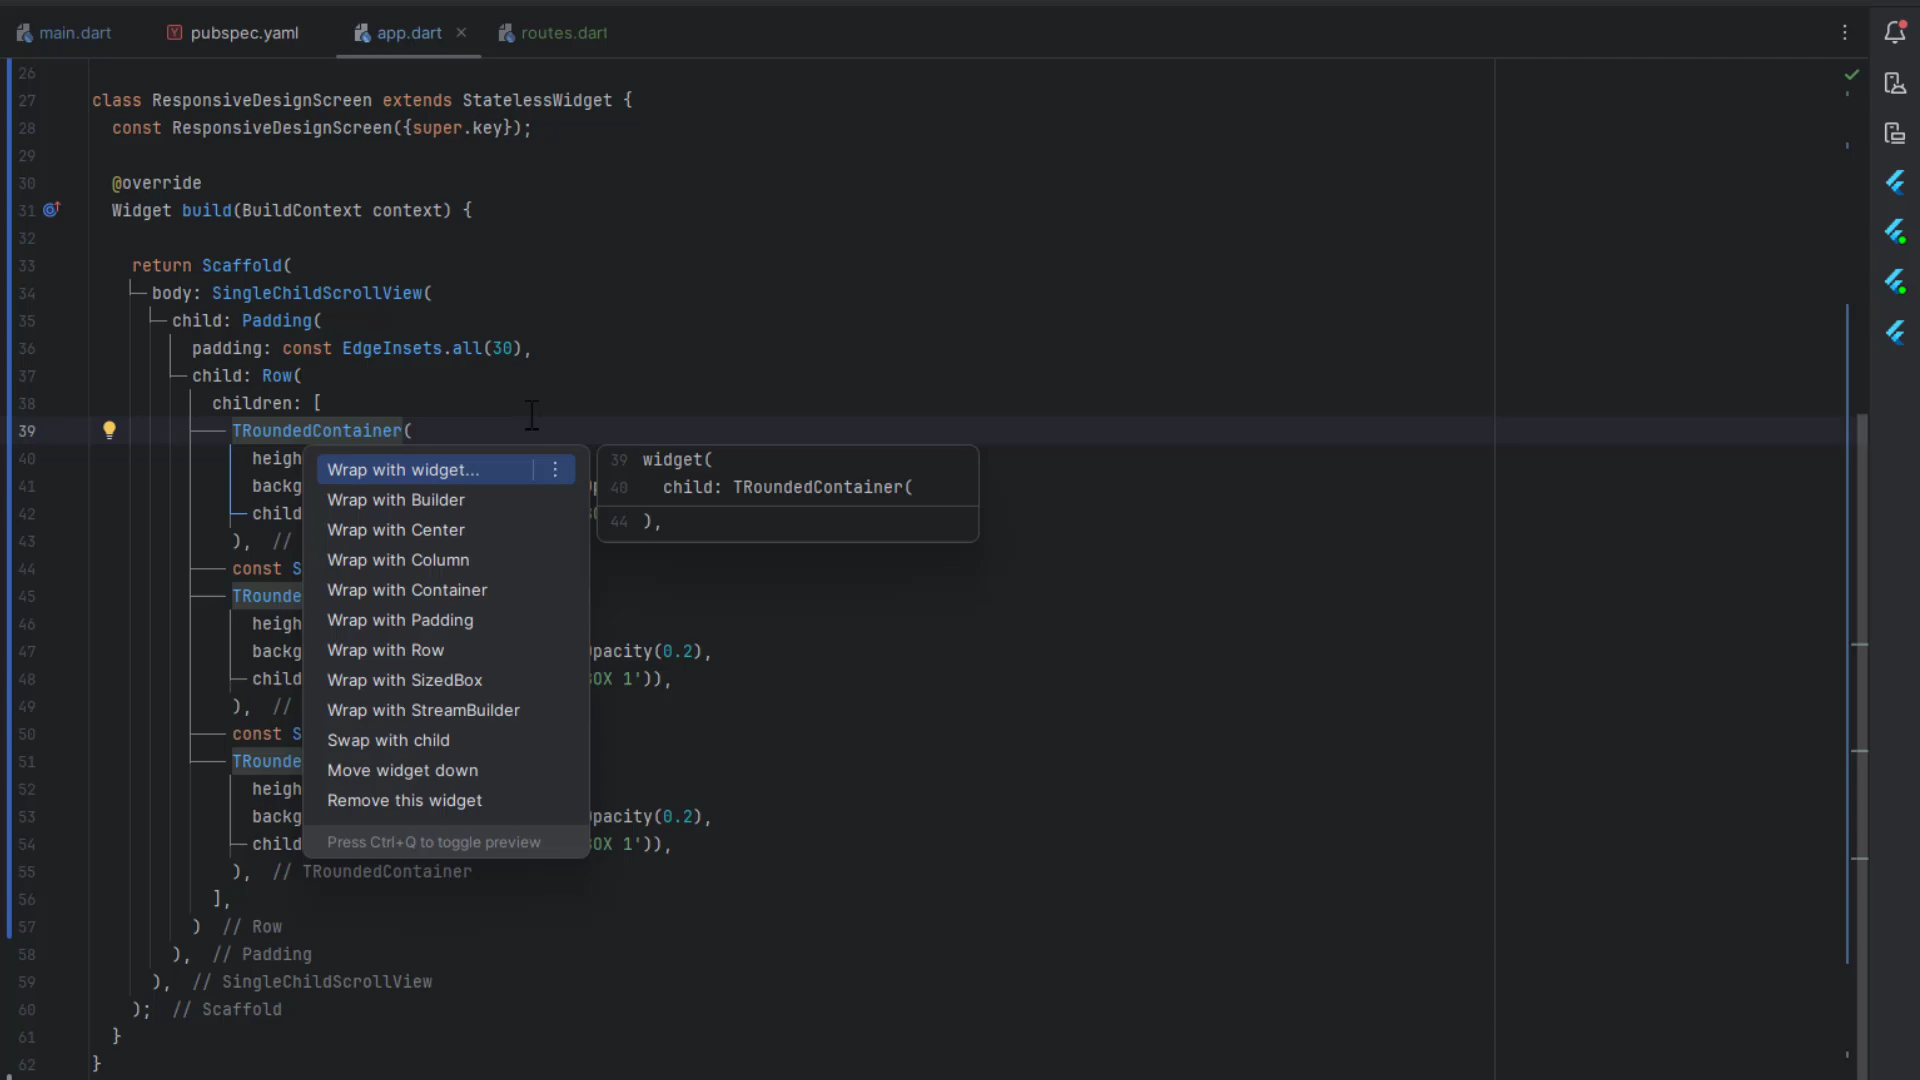 main.dart pubspec.yaml app.dart routes.dart
26
27 class ResponsiveDesignScreen extends StatelessWidget {
28 const ResponsiveDesignScreen({super.key});
29
30 @override
31 Widget build(BuildContext context) {
32
33 return Scaffold(
34 body: SingleChildScrollView(
35 child: Padding(
36 padding: const EdgeInsets.all(30),
37 child: Row(
38 children: [
39 TRoundedContainer(
40 heigh
41 backg
42 child
43 ), //
44 const S
45 TRounde
46 heigh
47 backg pacity(0.2),
48 child OX 1')),
49 ), //
50 const S
51 TRounde
52 heigh
53 backg pacity(0.2),
54 child OX 1')),
55 ), // TRoundedContainer
56 ],
57 ) // Row
58 ), // Padding
59 ), // SingleChildScrollView
60 ); // Scaffold
61 }
62 }
Wrap with widget...
Wrap with Builder
Wrap with Center
Wrap with Column
Wrap with Container
Wrap with Padding
Wrap with Row
Wrap with SizedBox
Wrap with StreamBuilder
Swap with child
Move widget down
Remove this widget
Press Ctrl+Q to toggle preview
39 widget(
40 child: TRoundedContainer(
44 ),